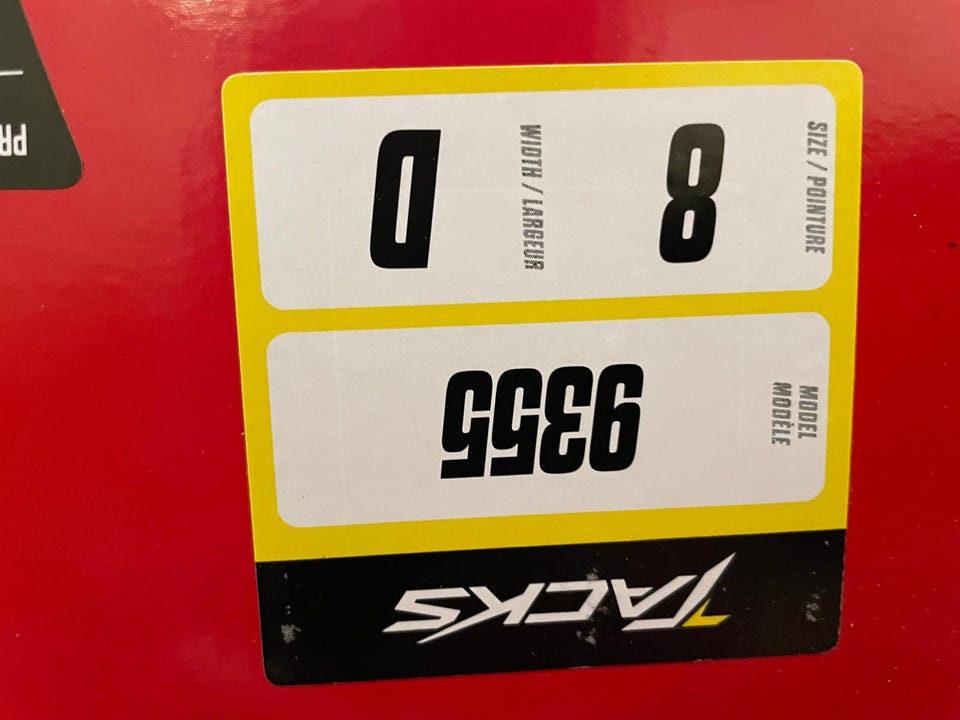 TACKS
MODEL
MODÈLE
9355
SIZE / POINTURE
8
WIDTH / LARGEUR
D